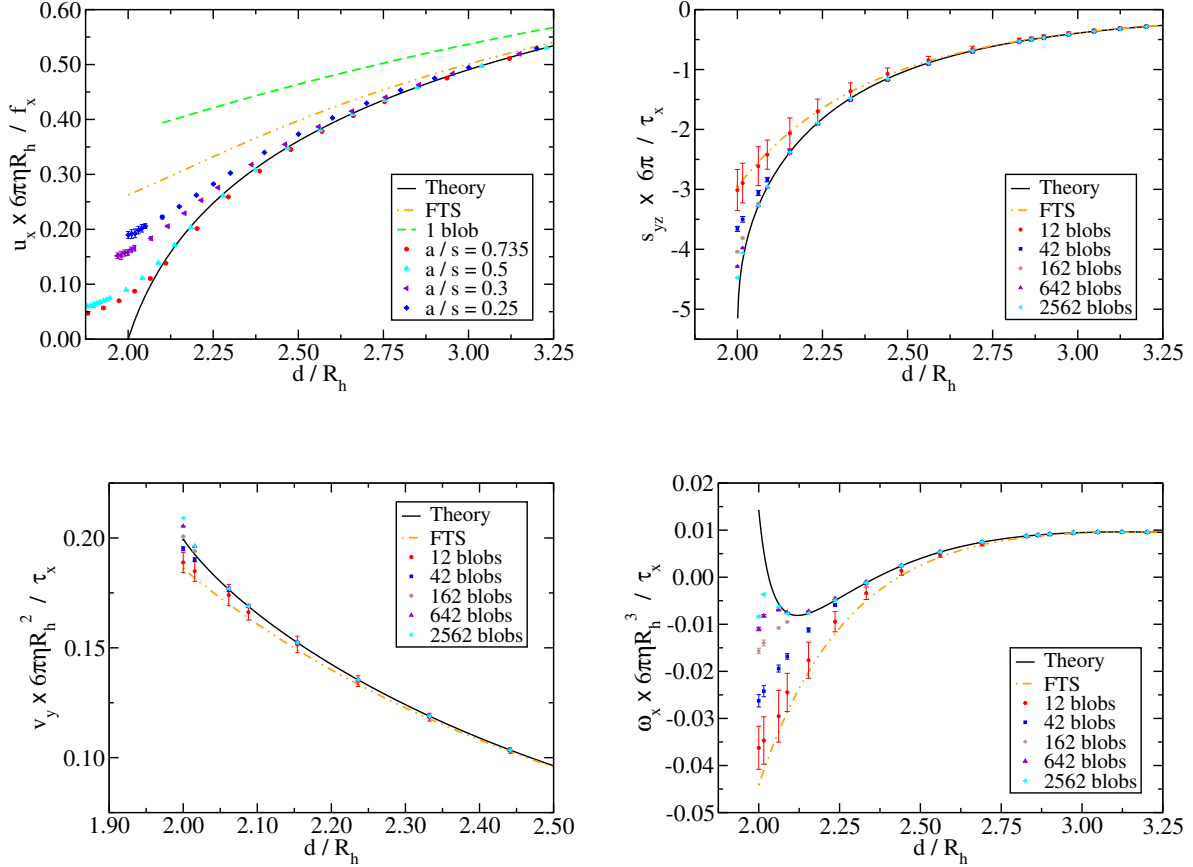 u_x x 6πηR_h / f_x
0.60
0.50
0.40
0.30
0.20
0.10
0.00
2.00 2.25 2.50 2.75 3.00 3.25
d / R_h
Theory
FTS
1 blob
a / s = 0.735
a / s = 0.5
a / s = 0.3
a / s = 0.25
s_yz x 6π / τ_x
0
-1
-2
-3
-4
-5
2.00 2.25 2.50 2.75 3.00 3.25
d / R_h
Theory
FTS
12 blobs
42 blobs
162 blobs
642 blobs
2562 blobs
v_y x 6πηR_h^2 / τ_x
0.20
0.15
0.10
1.90 2.00 2.10 2.20 2.30 2.40 2.50
d / R_h
Theory
FTS
12 blobs
42 blobs
162 blobs
642 blobs
2562 blobs
ω_x x 6πηR_h^3 / τ_x
0.02
0.01
0.00
-0.01
-0.02
-0.03
-0.04
-0.05
2.00 2.25 2.50 2.75 3.00 3.25
d / R_h
Theory
FTS
12 blobs
42 blobs
162 blobs
642 blobs
2562 blobs